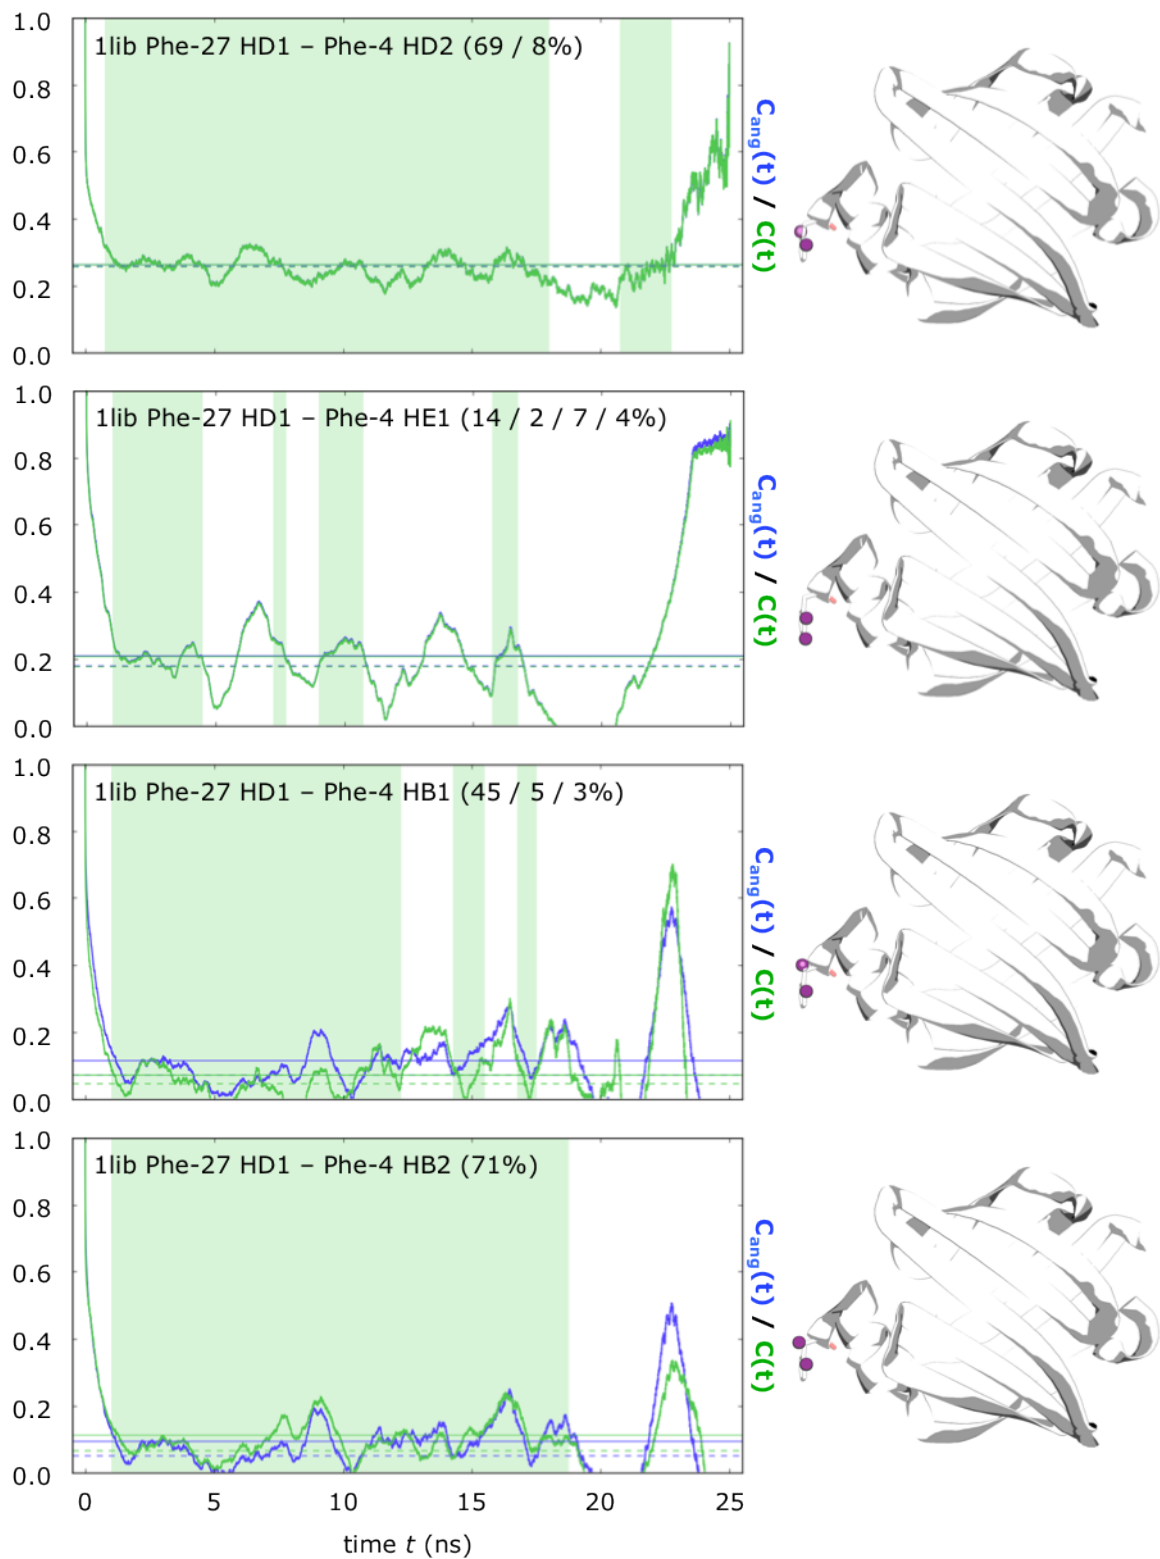 1.0
1lib Phe-27 HD1 – Phe-4 HD2 (69 / 8%)
0.8
0.6
0.4
0.2
0.0
Cang(t) / C(t)
1.0
1lib Phe-27 HD1 – Phe-4 HE1 (14 / 2 / 7 / 4%)
0.8
0.6
0.4
0.2
0.0
Cang(t) / C(t)
1.0
1lib Phe-27 HD1 – Phe-4 HB1 (45 / 5 / 3%)
0.8
0.6
0.4
0.2
0.0
Cang(t) / C(t)
1.0
1lib Phe-27 HD1 – Phe-4 HB2 (71%)
0.8
0.6
0.4
0.2
0.0
Cang(t) / C(t)
0 5 10 15 20 25
time t (ns)